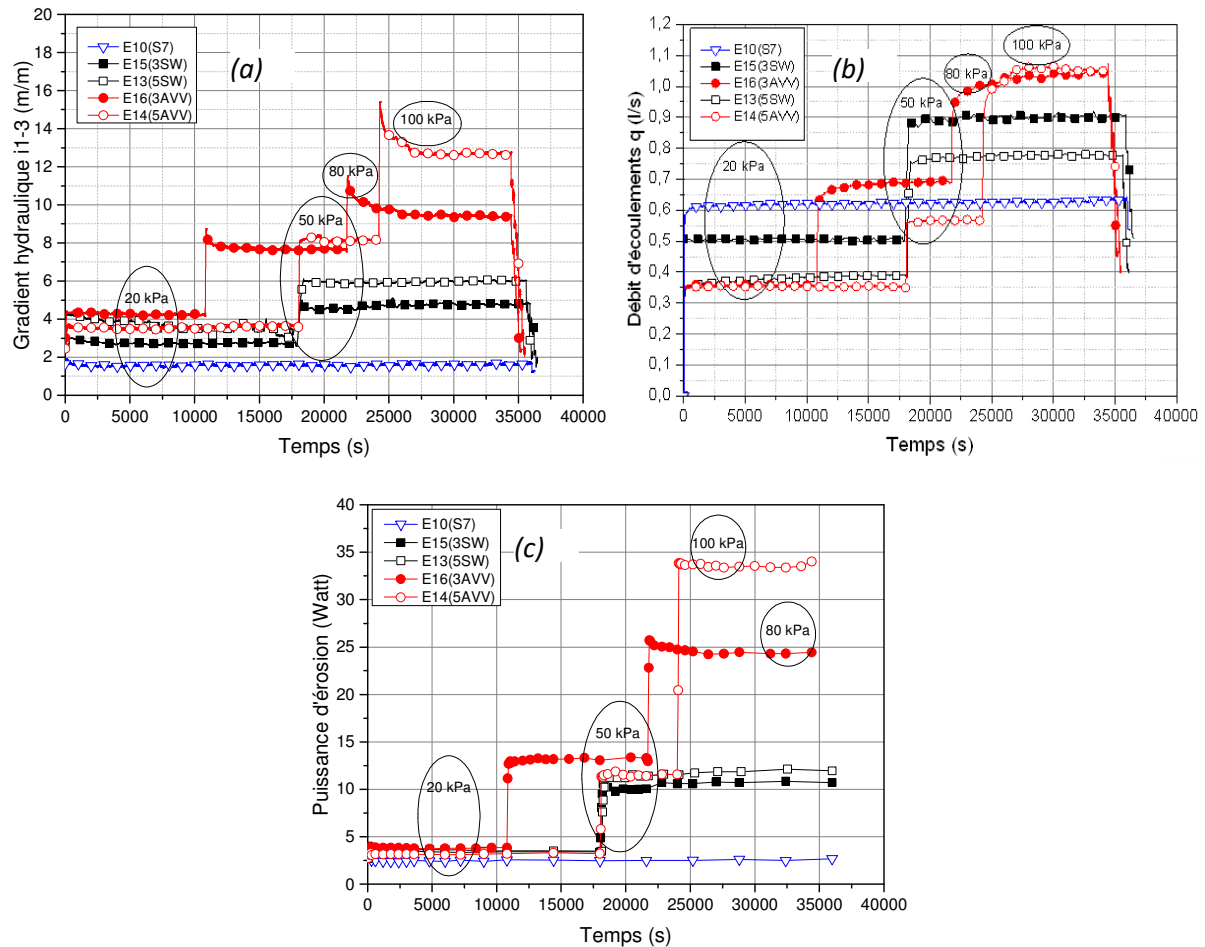 Gradient hydraulique i1-3 (m/m)
20
18
16
14
12
10
8
6
4
2
0
E10(S7)
E15(3SW)
E13(5SW)
E16(3AVV)
E14(5AVV)
(a)
100 kPa
80 kPa
50 kPa
20 kPa
0 5000 10000 15000 20000 25000 30000 35000 40000
Temps (s)
Débit d'écoulements q (l/s)
1,2
1,1
1,0
0,9
0,8
0,7
0,6
0,5
0,4
0,3
0,2
0,1
0,0
E10(S7)
E15(3SW)
E16(3AVV)
E13(5SW)
E14(5AVV)
(b)
100 kPa
80 kPa
50 kPa
20 kPa
0 5000 10000 15000 20000 25000 30000 35000 40000
Temps (s)
Puissance d'érosion (Watt)
40
35
30
25
20
15
10
5
0
E10(S7)
E15(3SW)
E13(5SW)
E16(3AVV)
E14(5AVV)
(c)
100 kPa
80 kPa
50 kPa
20 kPa
0 5000 10000 15000 20000 25000 30000 35000 40000
Temps (s)